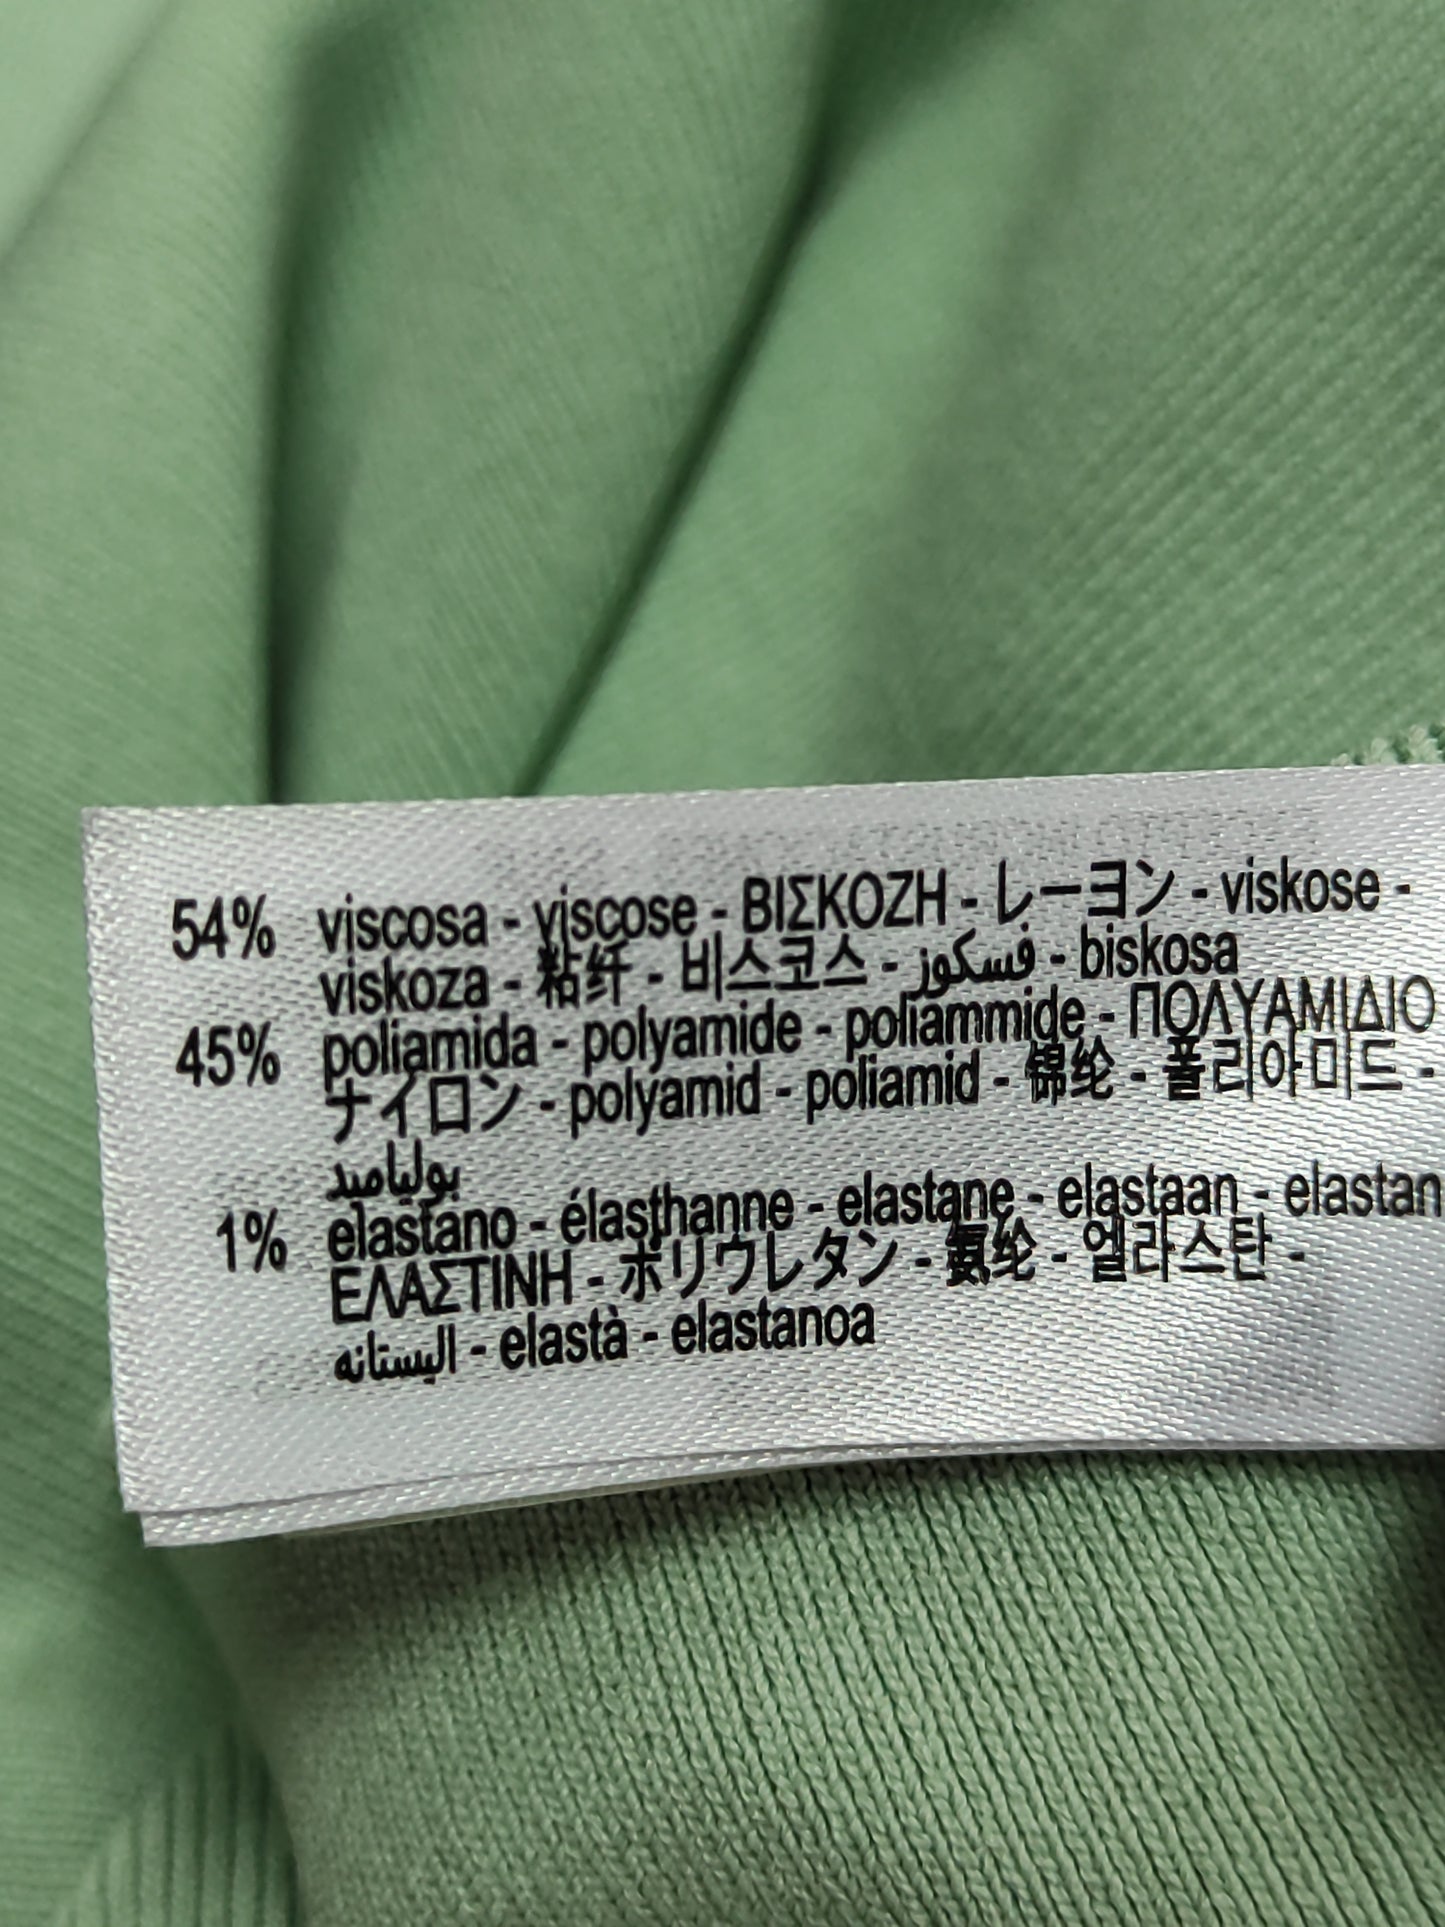 54% viscosa - viscose - ΒΙΣΚΟΖΗ - レーヨン - viskose -
viskoza - 粘纤 - 비스코스 - فسكوز - biskosa
45% poliamida - polyamide - poliammide - ΠΟΛΥΑΜΙΔΙΟ
ナイロン - polyamid - poliamid - 锦纶 - 폴리아미드 -
بولياميد
1% elastano - élasthanne - elastane - elastaan - elastan
ΕΛΑΣΤΙΝΗ - ポリウレタン - 氨纶 - 엘라스탄 -
اليستانه - elastà - elastanoa